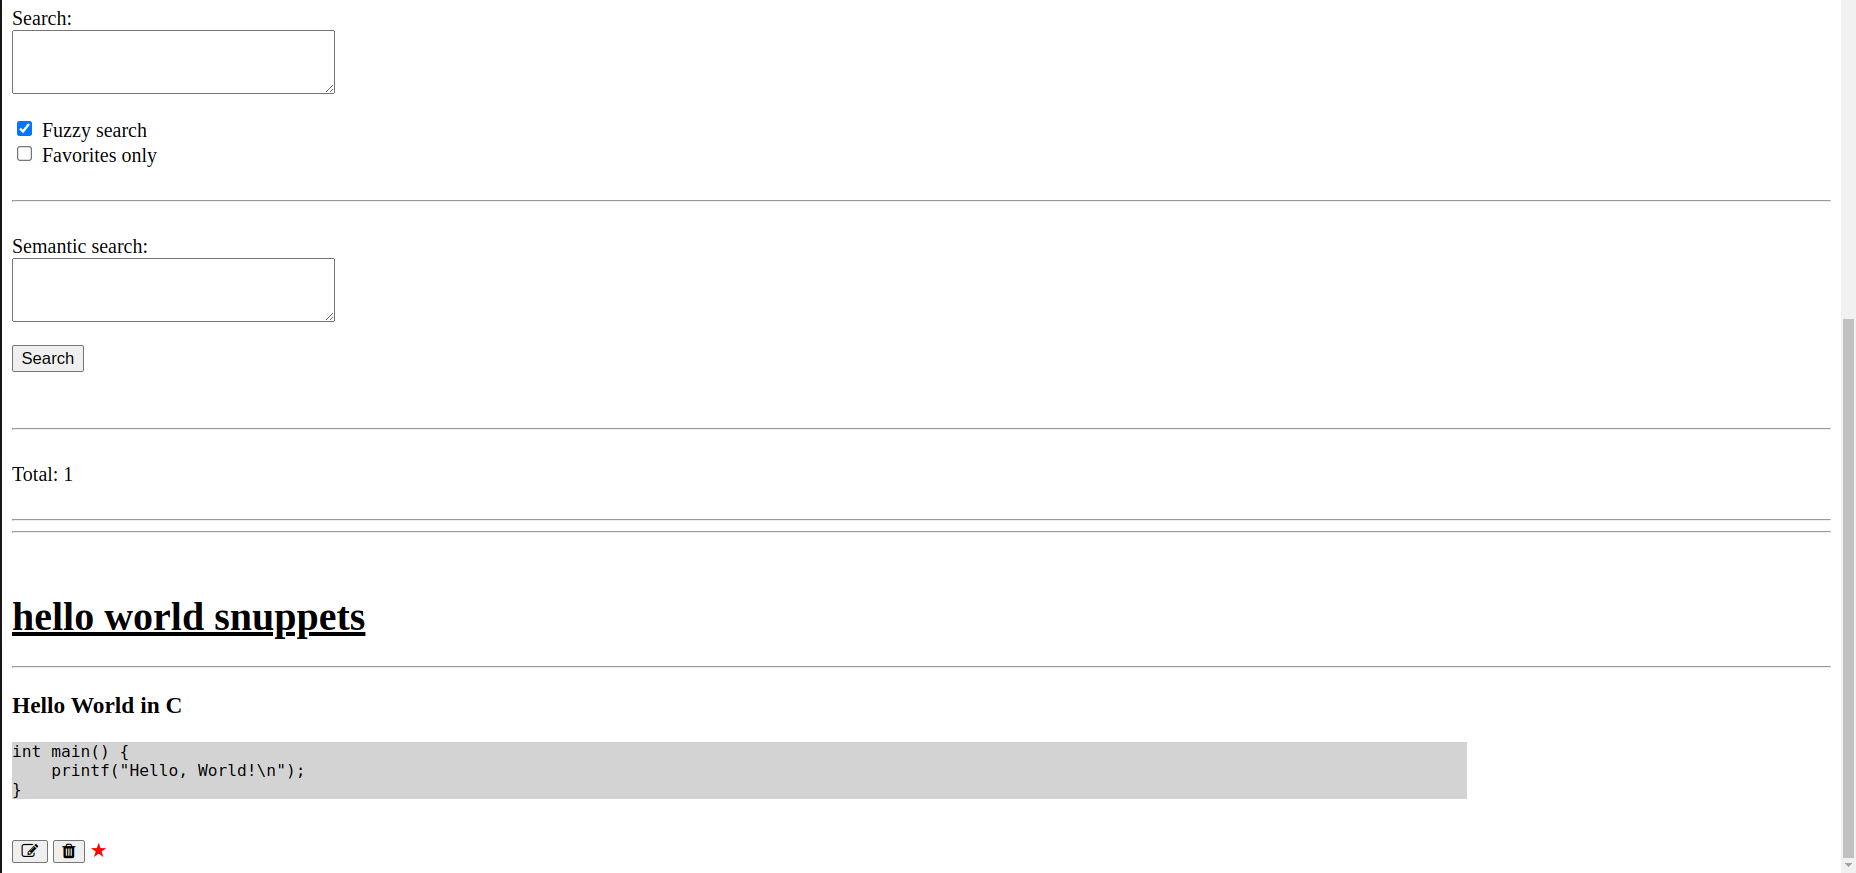 Search:
Fuzzy search
Favorites only
Semantic search:
Search
Total: 1
hello world snuppets
Hello World in C
int main() {
    printf("Hello, World!\n");
}